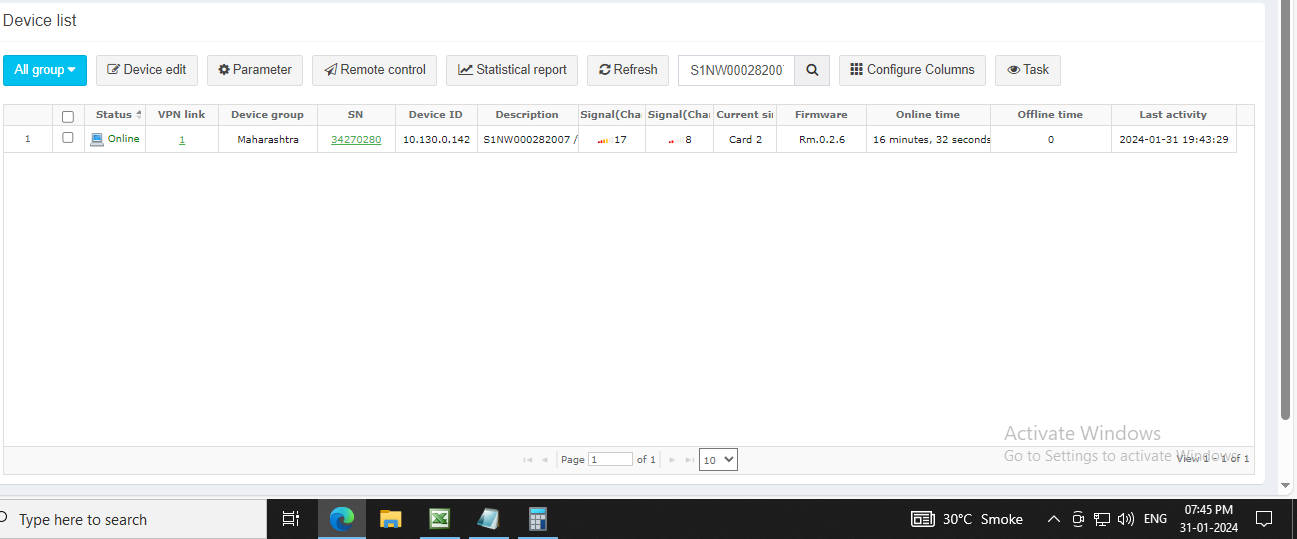 Device list
All group Device edit Parameter Remote control Statistical report Refresh S1NW00028200 Configure Columns Task
Status VPN link Device group SN Device ID Description Signal(Cha Signal(Cha Current si Firmware Online time Offline time Last activity
1 Online 1 Maharashtra 34270280 10.130.0.142 S1NW000282007 / 17 8 Card 2 Rm.0.2.6 16 minutes, 32 seconds 0 2024-01-31 19:43:29
Activate Windows
Go to Settings to activate Windows.
Page 1 of 1 10 View 1 - 1 of 1
Type here to search 30°C Smoke ENG 07:45 PM
31-01-2024